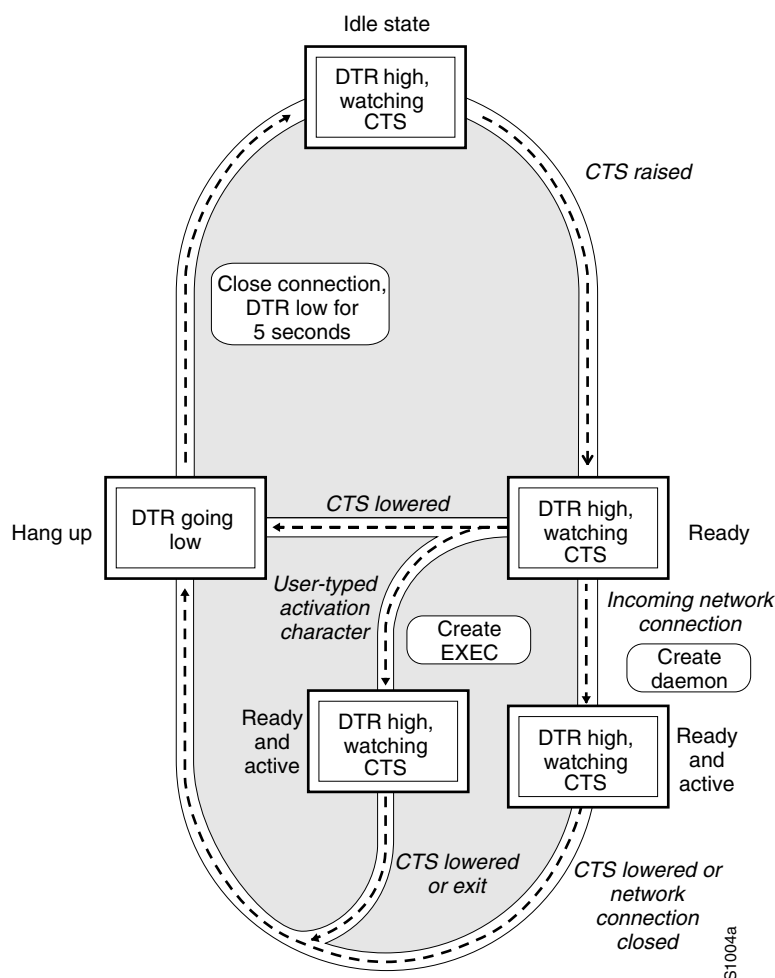 Idle state
DTR high,
watching
CTS
CTS raised
Close connection,
DTR low for
5 seconds
Hang up
DTR going
low
CTS lowered
DTR high,
watching
CTS
Ready
User-typed
activation
character
Create
EXEC
Incoming network
connection
Create
daemon
Ready
and
active
DTR high,
watching
CTS
DTR high,
watching
CTS
Ready
and
active
CTS lowered
or exit
CTS lowered or
network
connection
closed
S1004a